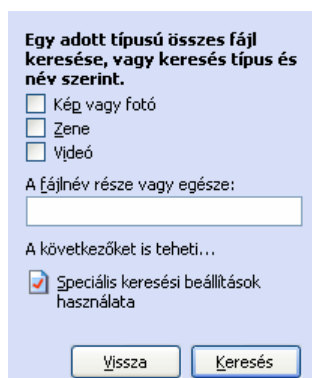 Egy adott típusú összes fájl
keresése, vagy keresés típus és
név szerint.
Kép vagy fotó
Zene
Videó
A fájlnév része vagy egésze:
A következőket is teheti...
Speciális keresési beállítások
használata
Vissza
Keresés